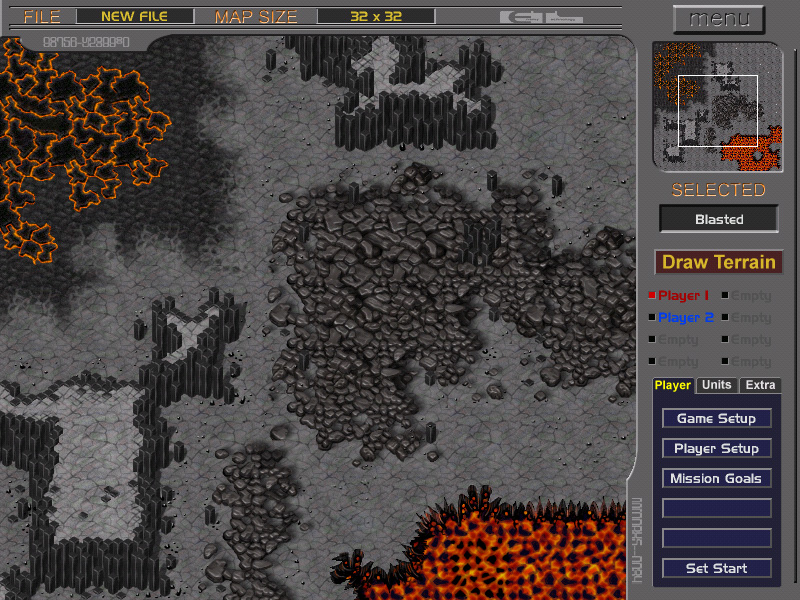 FILE NEW FILE MAP SIZE 32 x 32
menu
SELECTED
Blasted
Draw Terrain
Player 1 Empty
Player 2 Empty
Empty Empty
Empty Empty
Player Units Extra
Game Setup
Player Setup
Mission Goals
Set Start